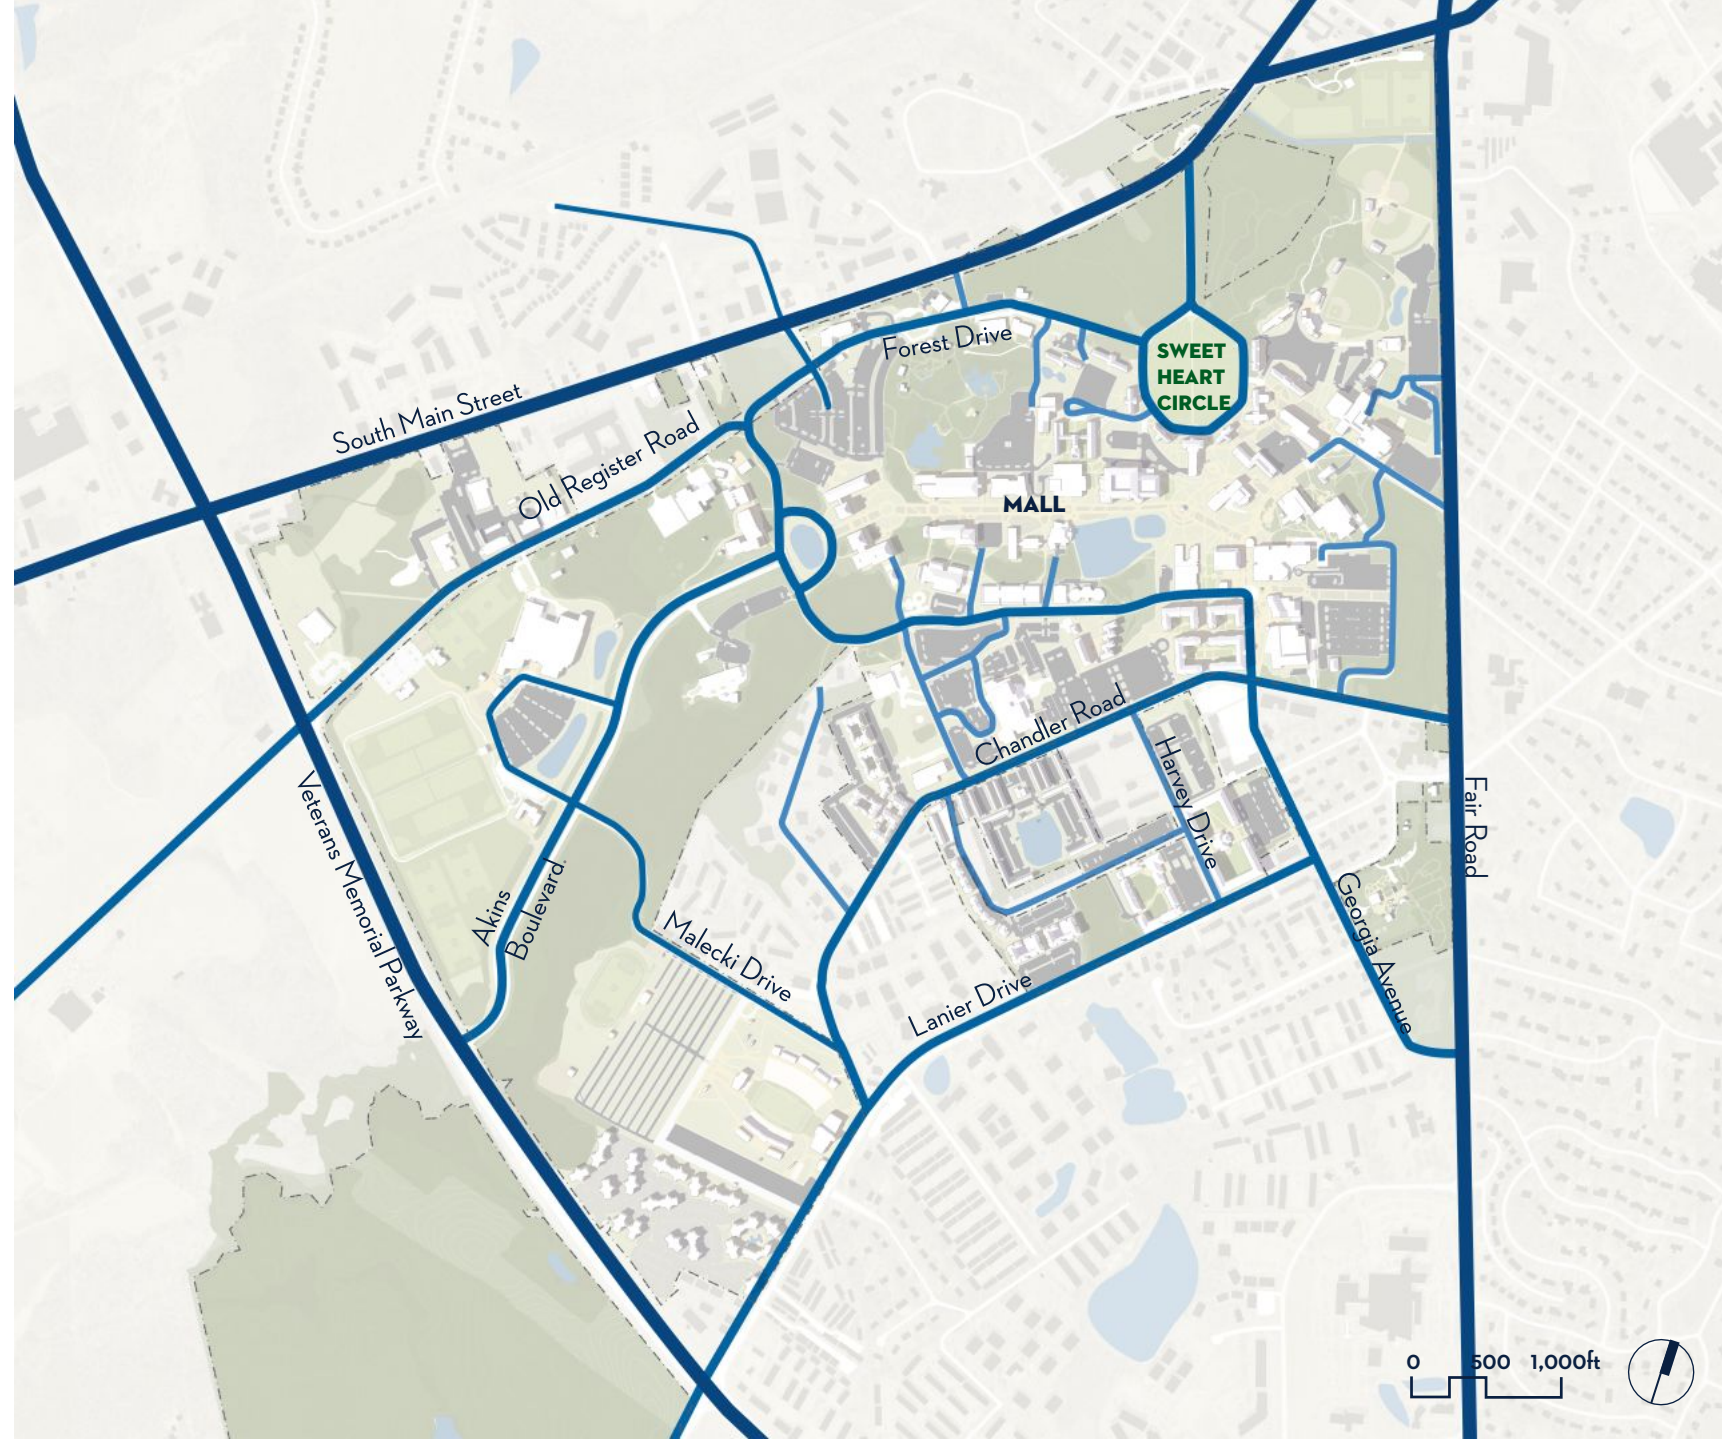 SWEET
HEART
CIRCLE
Forest Drive
South Main Street
Old Register Road
MALL
Chandler Road
Harvey Drive
Fair Road
Veterans Memorial Parkway
Akins
Boulevard
Malecki Drive
Georgia Avenue
Lanier Drive
0 500 1,000ft